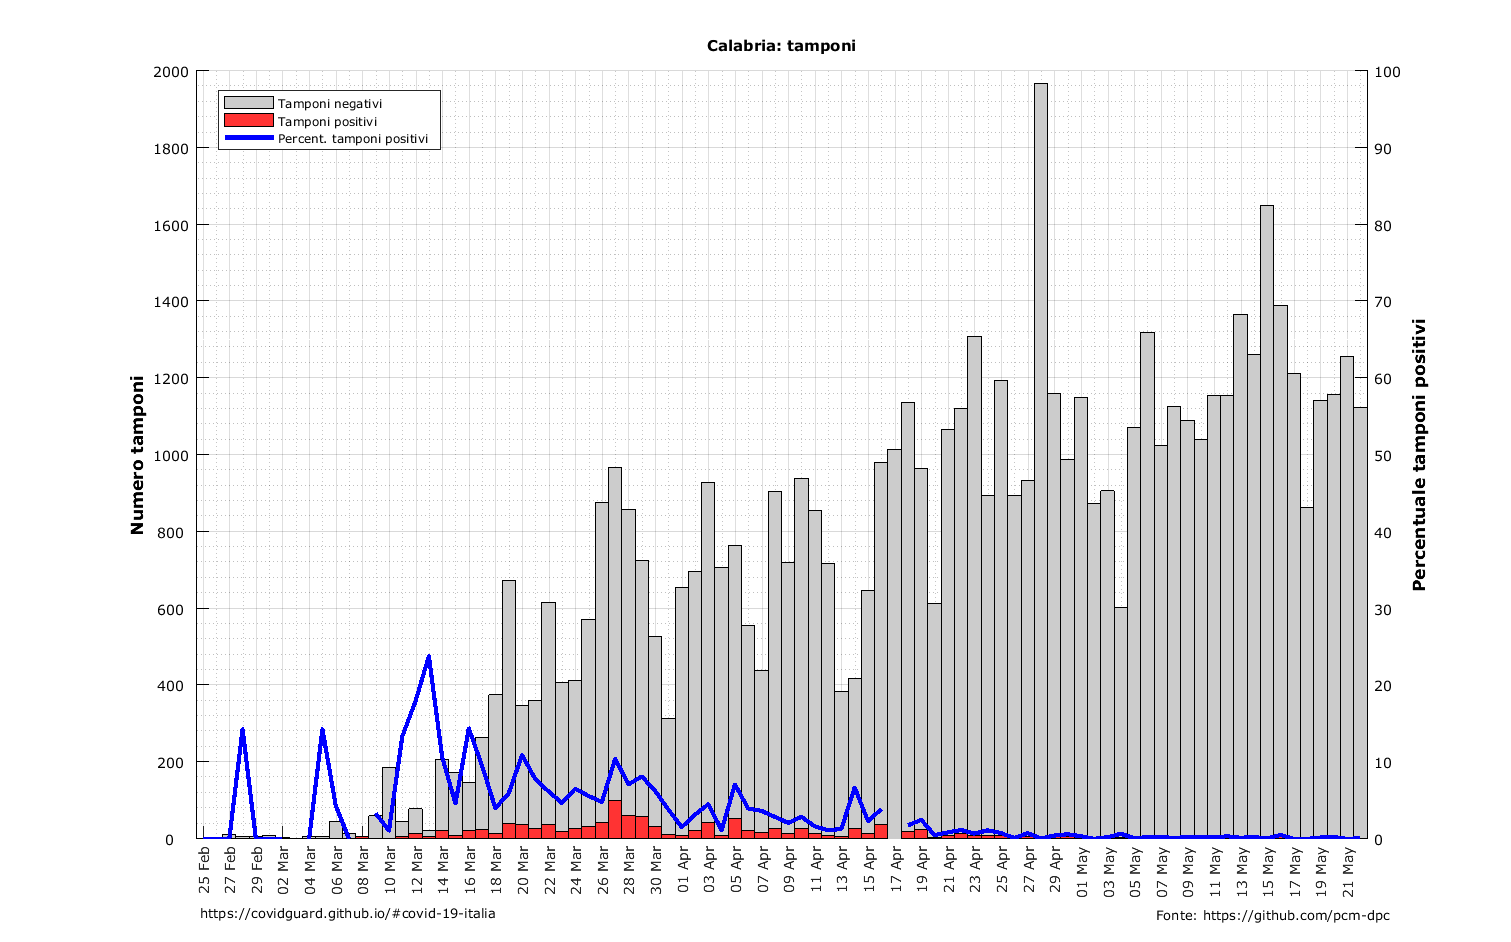 Calabria: tamponi
Tamponi negativi
Tamponi positivi
Percent. tamponi positivi
Numero tamponi
2000
1800
1600
1400
1200
1000
800
600
400
200
0
100
90
80
70
60
50
40
30
20
10
0
Percentuale tamponi positivi
25 Feb
27 Feb
29 Feb
02 Mar
04 Mar
06 Mar
08 Mar
10 Mar
12 Mar
14 Mar
16 Mar
18 Mar
20 Mar
22 Mar
24 Mar
26 Mar
28 Mar
30 Mar
01 Apr
03 Apr
05 Apr
07 Apr
09 Apr
11 Apr
13 Apr
15 Apr
17 Apr
19 Apr
21 Apr
23 Apr
25 Apr
27 Apr
29 Apr
01 May
03 May
05 May
07 May
09 May
11 May
13 May
15 May
17 May
19 May
21 May
https://covidguard.github.io/#covid-19-italia
Fonte: https://github.com/pcm-dpc